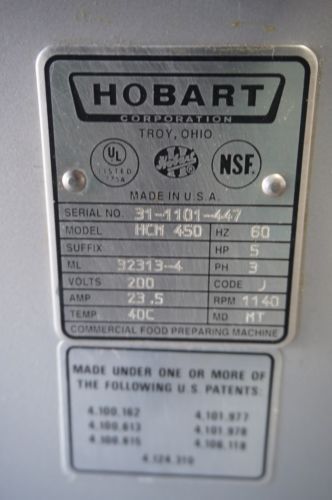 HOBART
CORPORATION
TROY, OHIO
UL
LISTED
Hobart
NSF®
MADE IN U.S.A.
SERIAL NO. 31-1101-447
MODEL HCM 450 HZ 60
SUFFIX HP 5
ML 32313-4 PH 3
VOLTS 200 CODE J
AMP 23.5 RPM 1140
TEMP 40C MD MT
COMMERCIAL FOOD PREPARING MACHINE
MADE UNDER ONE OR MORE OF
THE FOLLOWING U.S. PATENTS:
4,100,162 4,101,977
4,100,613 4,101,978
4,100,615 4,106,118
4,124,310